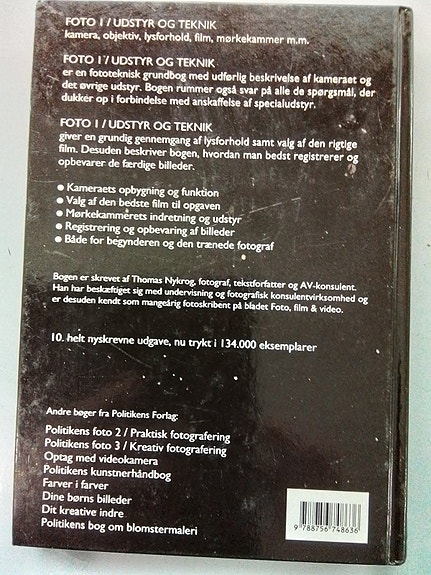 FOTO 1 / UDSTYR OG TEKNIK
kamera, objektiv, lysforhold, film, mørkekammer m.m.
FOTO 1 / UDSTYR OG TEKNIK
er en fototeknisk grundbog med udførlig beskrivelse af kameraet og
det øvrige udstyr. Bogen rummer også svar på alle de spørgsmål, der
dukker op i forbindelse med anskaffelse af specialudstyr.
FOTO 1 / UDSTYR OG TEKNIK
giver en grundig gennemgang af lysforhold samt valg af den rigtige
film. Desuden beskriver bogen, hvordan man bedst registrerer og
opbevarer de færdige billeder.
● Kameraets opbygning og funktion
● Valg af den bedste film til opgaven
● Mørkekammerets indretning og udstyr
● Registrering og opbevaring af billeder
● Både for begynderen og den trænede fotograf
Bogen er skrevet af Thomas Nykrog, fotograf, tekstforfatter og AV-konsulent.
Han har beskæftiget sig med undervisning og fotografisk konsulentvirksomhed og
er desuden kendt som mangeårig fotoskribent på bladet Foto, film & video.
10. helt nyskrevne udgave, nu trykt i 134.000 eksemplarer
Andre bøger fra Politikens Forlag:
Politikens foto 2 / Praktisk fotografering
Politikens foto 3 / Kreativ fotografering
Optag med videokamera
Politikens kunstnerhåndbog
Farver i farver
Dine børns billeder
Dit kreative indre
Politikens bog om blomstermaleri
9 788756 748636